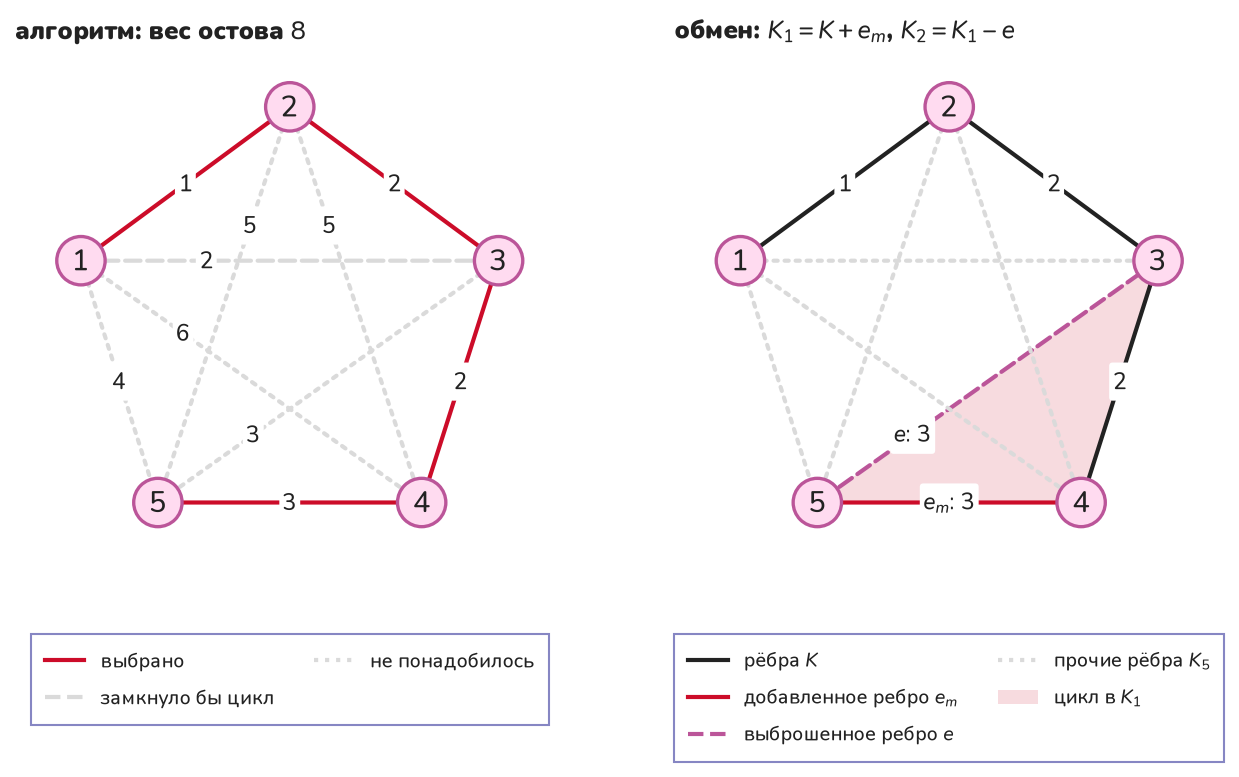 алгоритм: вес остова 8
2
1
2
5
5
1
2
3
6
4
2
3
5
3
4
выбрано
не понадобилось
замкнуло бы цикл
обмен: K₁ = K + eₘ, K₂ = K₁ – e
2
1
2
1
3
2
e: 3
5
eₘ: 3
4
рёбра K
прочие рёбра K₅
добавленное ребро eₘ
цикл в K₁
выброшенное ребро e